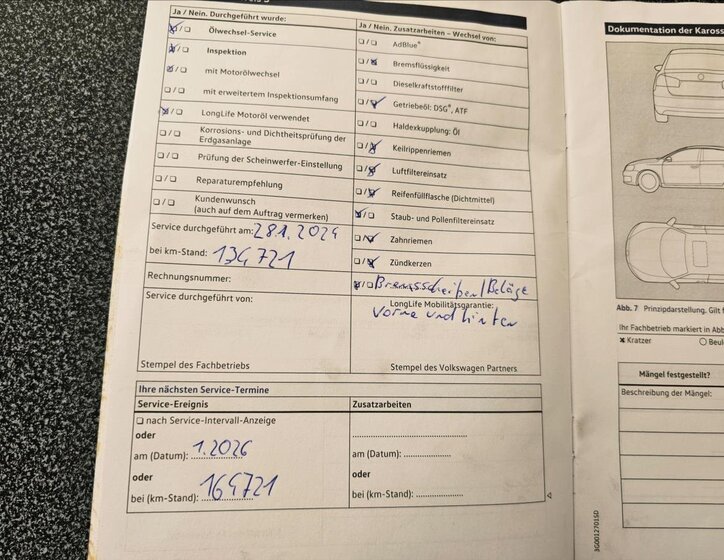 Ja / Nein. Durchgeführt wurde:
Ölwechsel-Service
Inspektion
mit Motorölwechsel
mit erweitertem Inspektionsumfang
LongLife Motoröl verwendet
Korrosions- und Dichtheitsprüfung der
Erdgasanlage
Prüfung der Scheinwerfer-Einstellung
Reparaturempfehlung
Kundenwunsch
(auch auf dem Auftrag vermerken)
Service durchgeführt am: 28.1.2024
bei km-Stand: 134721
Rechnungsnummer:
Service durchgeführt von:
Stempel des Fachbetriebs
Ja / Nein. Zusatzarbeiten – Wechsel von:
AdBlue®
Bremsflüssigkeit
Dieselkraftstofffilter
Getriebeöl: DSG®, ATF
Haldexkupplung: Öl
Keilrippenriemen
Luftfiltereinsatz
Reifenfüllflasche (Dichtmittel)
Staub- und Pollenfiltereinsatz
Zahnriemen
Zündkerzen
Bremsscheiben/Beläge
LongLife Mobilitätsgarantie:
Vorne und hinten
Stempel des Volkswagen Partners
Ihre nächsten Service-Termine
Service-Ereignis
nach Service-Intervall-Anzeige
oder
am (Datum): 1.2026
oder
bei (km-Stand): 164721
Zusatzarbeiten
am (Datum):
oder
bei (km-Stand):
Dokumentation der Kaross
Abb. 7 Prinzipdarstellung. Gilt f
Ihr Fachbetrieb markiert in Abb
Kratzer
Beul
Mängel festgestellt?
Beschreibung der Mängel:
3G0012701SD